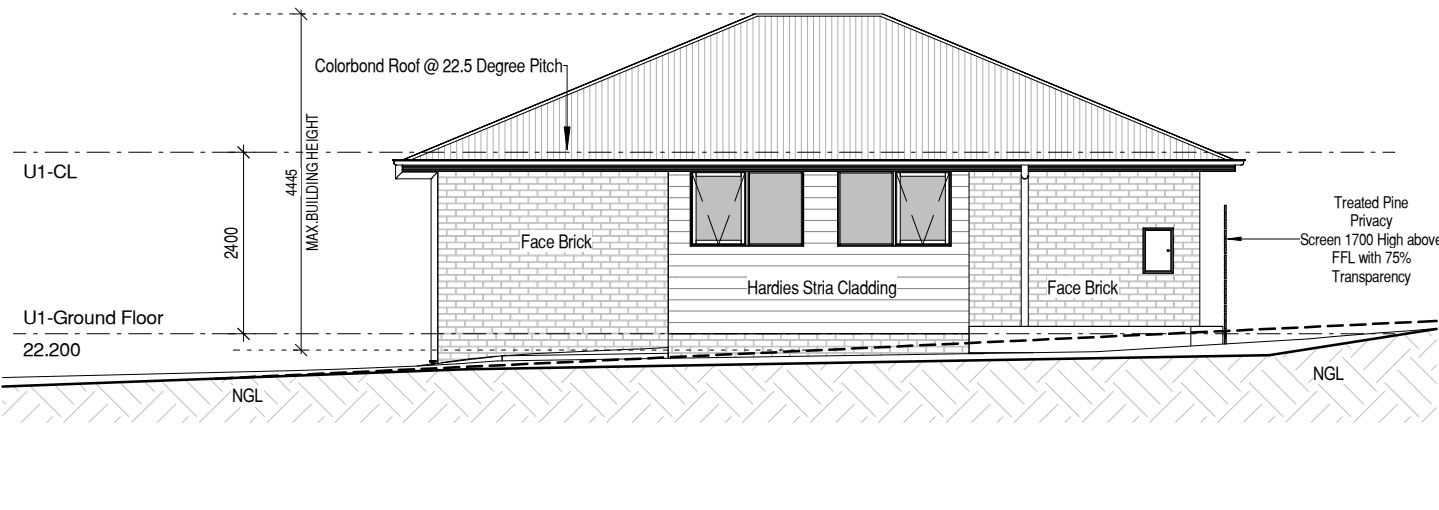 Colorbond Roof @ 22.5 Degree Pitch
U1-CL
4445
MAX.BUILDING HEIGHT
2400
Face Brick
Hardies Stria Cladding
Face Brick
Treated Pine
Privacy
Screen 1700 High above
FFL with 75%
Transparency
U1-Ground Floor
22.200
NGL
NGL